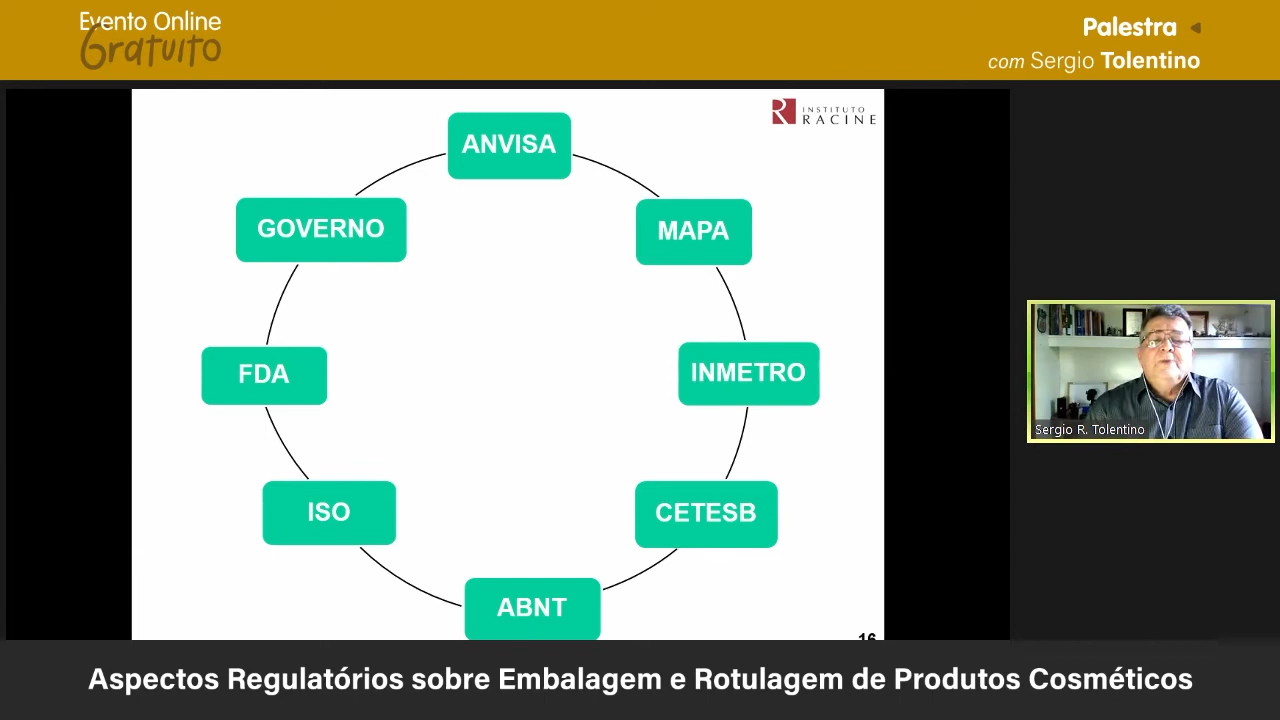 Evento Online
Gratuito
Palestra
com Sergio Tolentino
INSTITUTO
RACINE
ANVISA
GOVERNO
MAPA
FDA
INMETRO
ISO
CETESB
ABNT
16
Sergio R. Tolentino
Aspectos Regulatórios sobre Embalagem e Rotulagem de Produtos Cosméticos